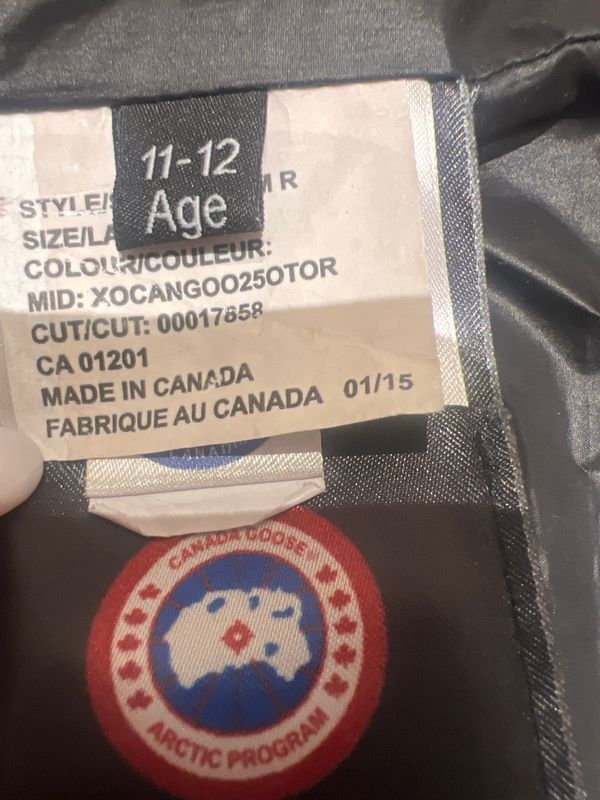 11-12
Age
STYLE/
SIZE/LA
COLOUR/COULEUR:
MID: XOCANGOO250TOR
CUT/CUT: 00017858
CA 01201
MADE IN CANADA
FABRIQUE AU CANADA 01/15
CANADA GOOSE®
ARCTIC PROGRAM